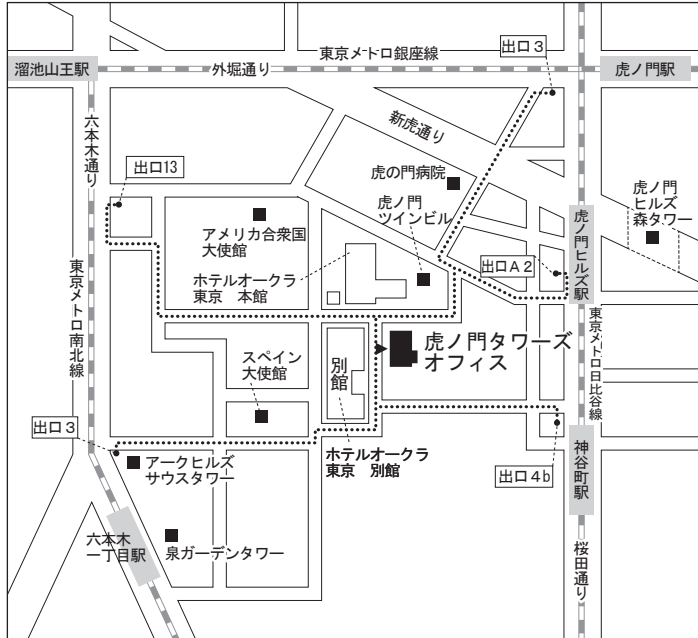 東京メトロ銀座線
出口3
溜池山王駅
外堀通り
虎ノ門駅
六本木通り
新虎通り
出口13
虎の門病院
虎ノ門
ツインビル
虎ノ門
ヒルズ
森タワー
アメリカ合衆国
大使館
虎ノ門ヒルズ駅
出口A2
ホテルオークラ
東京 本館
東京メトロ南北線
東京メトロ日比谷線
虎ノ門タワーズ
オフィス
スペイン
大使館
別館
出口3
ホテルオークラ
東京 別館
出口4b
神谷町駅
アークヒルズ
サウスタワー
六本木
一丁目駅
泉ガーデンタワー
桜田通り